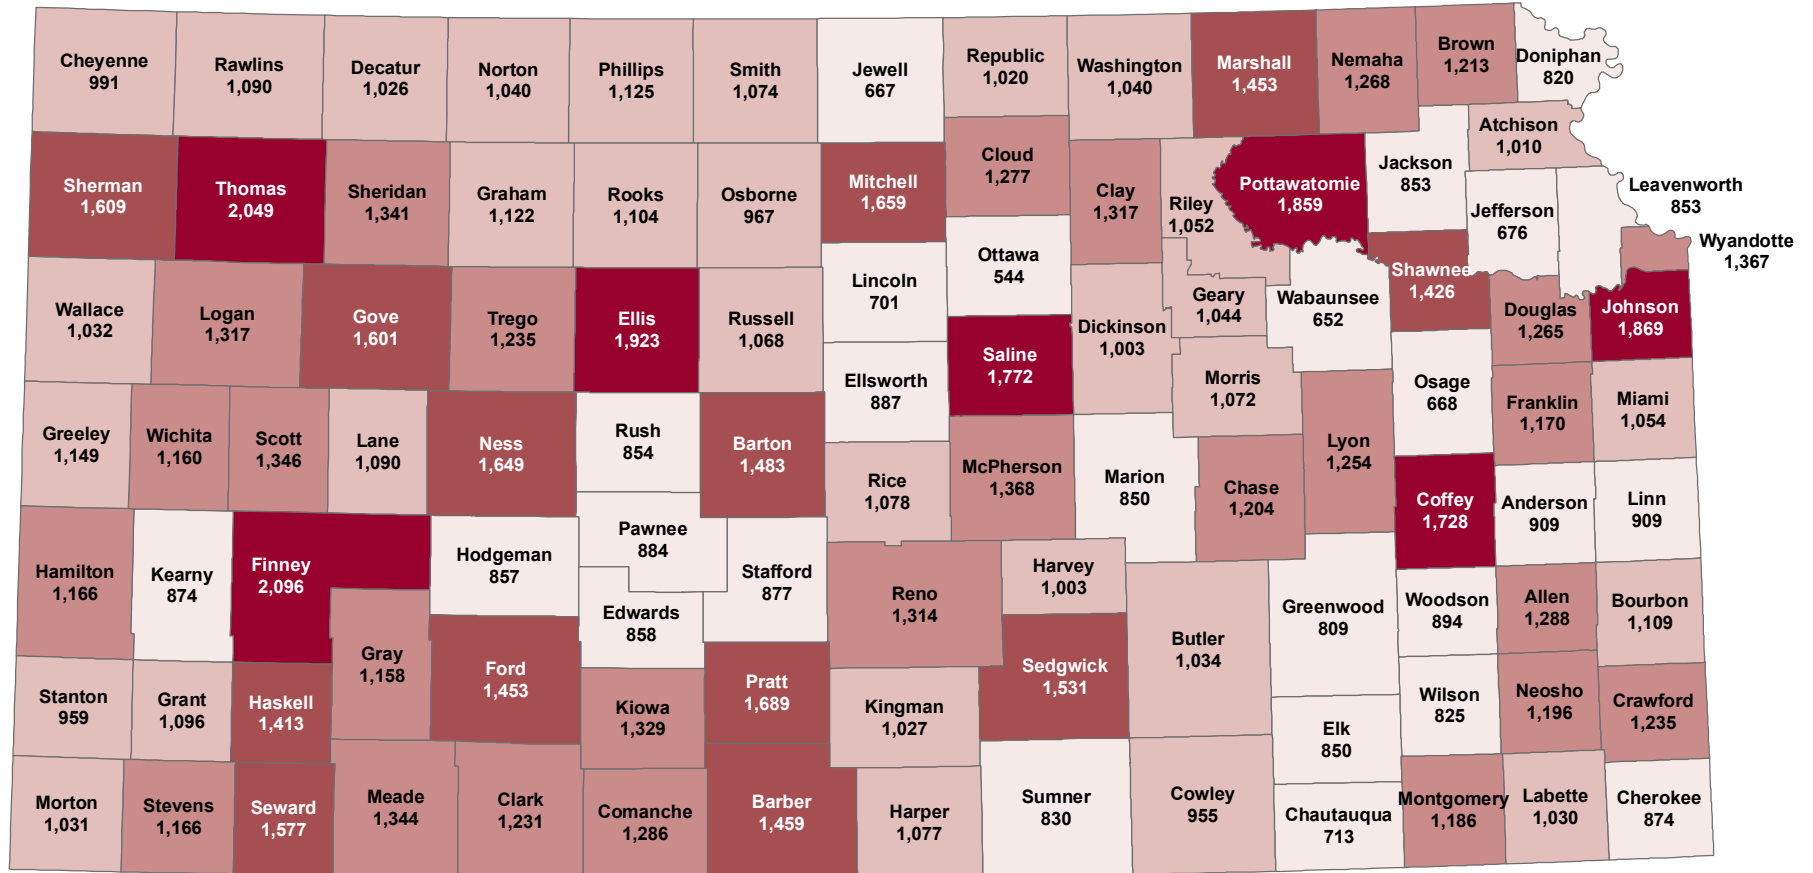 Cheyenne
991
Rawlins
1,090
Decatur
1,026
Norton
1,040
Phillips
1,125
Smith
1,074
Jewell
667
Republic
1,020
Washington
1,040
Marshall
1,453
Nemaha
1,268
Brown
1,213
Doniphan
820
Atchison
1,010
Sherman
1,609
Thomas
2,049
Sheridan
1,341
Graham
1,122
Rooks
1,104
Osborne
967
Mitchell
1,659
Cloud
1,277
Clay
1,317
Riley
1,052
Pottawatomie
1,859
Jackson
853
Jefferson
676
Leavenworth
853
Wyandotte
1,367
Wallace
1,032
Logan
1,317
Gove
1,601
Trego
1,235
Ellis
1,923
Russell
1,068
Lincoln
701
Ottawa
544
Saline
1,772
Dickinson
1,003
Geary
1,044
Wabaunsee
652
Shawnee
1,426
Douglas
1,265
Johnson
1,869
Greeley
1,149
Wichita
1,160
Scott
1,346
Lane
1,090
Ness
1,649
Rush
854
Barton
1,483
Ellsworth
887
Rice
1,078
McPherson
1,368
Marion
850
Morris
1,072
Chase
1,204
Lyon
1,254
Osage
668
Coffey
1,728
Franklin
1,170
Miami
1,054
Anderson
909
Linn
909
Hamilton
1,166
Kearny
874
Finney
2,096
Hodgeman
857
Pawnee
884
Edwards
858
Stafford
877
Reno
1,314
Harvey
1,003
Sedgwick
1,531
Butler
1,034
Greenwood
809
Woodson
894
Allen
1,288
Bourbon
1,109
Stanton
959
Grant
1,096
Haskell
1,413
Gray
1,158
Ford
1,453
Kiowa
1,329
Pratt
1,689
Kingman
1,027
Elk
850
Wilson
825
Neosho
1,196
Crawford
1,235
Morton
1,031
Stevens
1,166
Seward
1,577
Meade
1,344
Clark
1,231
Comanche
1,286
Barber
1,459
Harper
1,077
Sumner
830
Cowley
955
Chautauqua
713
Montgomery
1,186
Labette
1,030
Cherokee
874